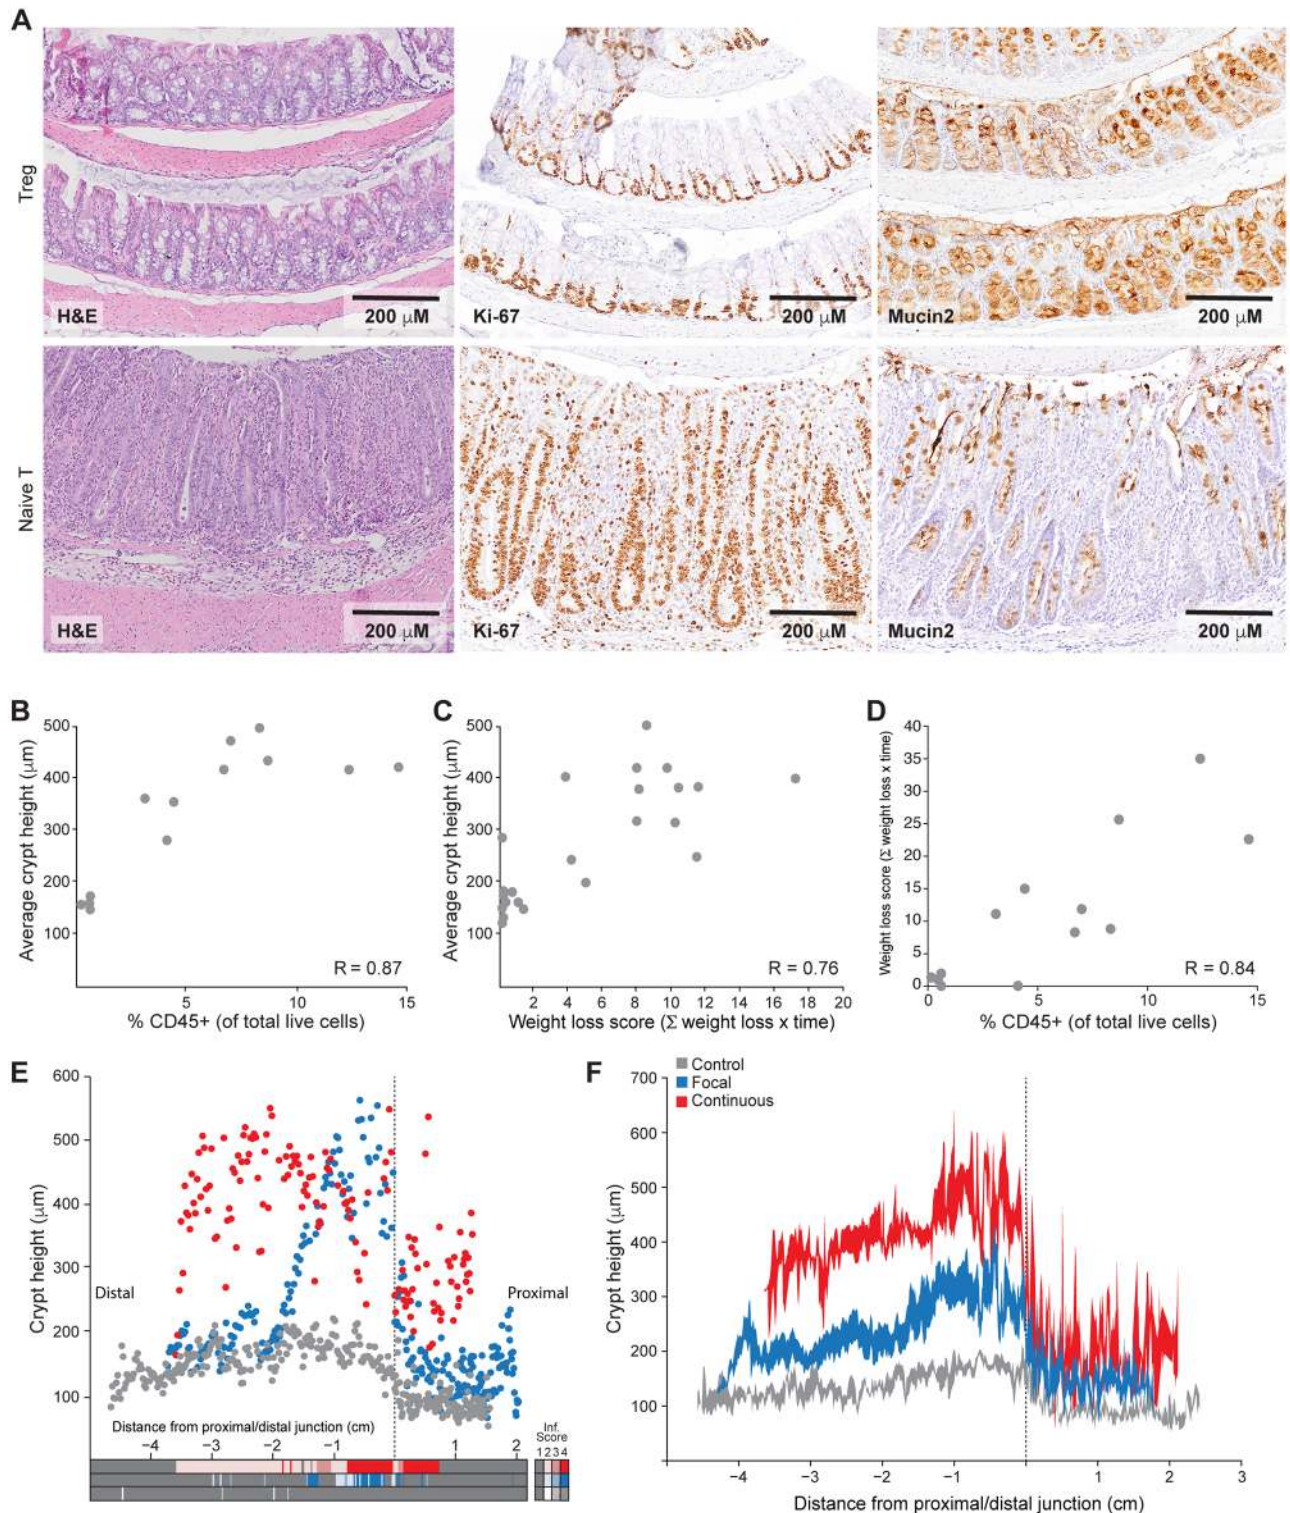 A
Treg
H&E
200 µM
Ki-67
200 µM
Mucin2
200 µM
Naive T
H&E
200 µM
Ki-67
200 µM
Mucin2
200 µM
B
Average crypt height (µm)
500
400
300
200
100
R = 0.87
5 10 15
% CD45+ (of total live cells)
C
Average crypt height (µm)
500
400
300
200
100
R = 0.76
2 4 6 8 10 12 14 16 18 20
Weight loss score (Σ weight loss x time)
D
Weight loss score (Σ weight loss x time)
40
35
30
25
20
15
10
5
0
R = 0.84
0 5 10 15
% CD45+ (of total live cells)
E
Crypt height (µm)
600
500
400
300
200
100
Distal
Proximal
Distance from proximal/distal junction (cm)
−4 −3 −2 −1 1 2
Inf.
Score
1234
F
Control
Focal
Continuous
Crypt height (µm)
700
600
500
400
300
200
100
−4 −3 −2 −1 1 2 3
Distance from proximal/distal junction (cm)